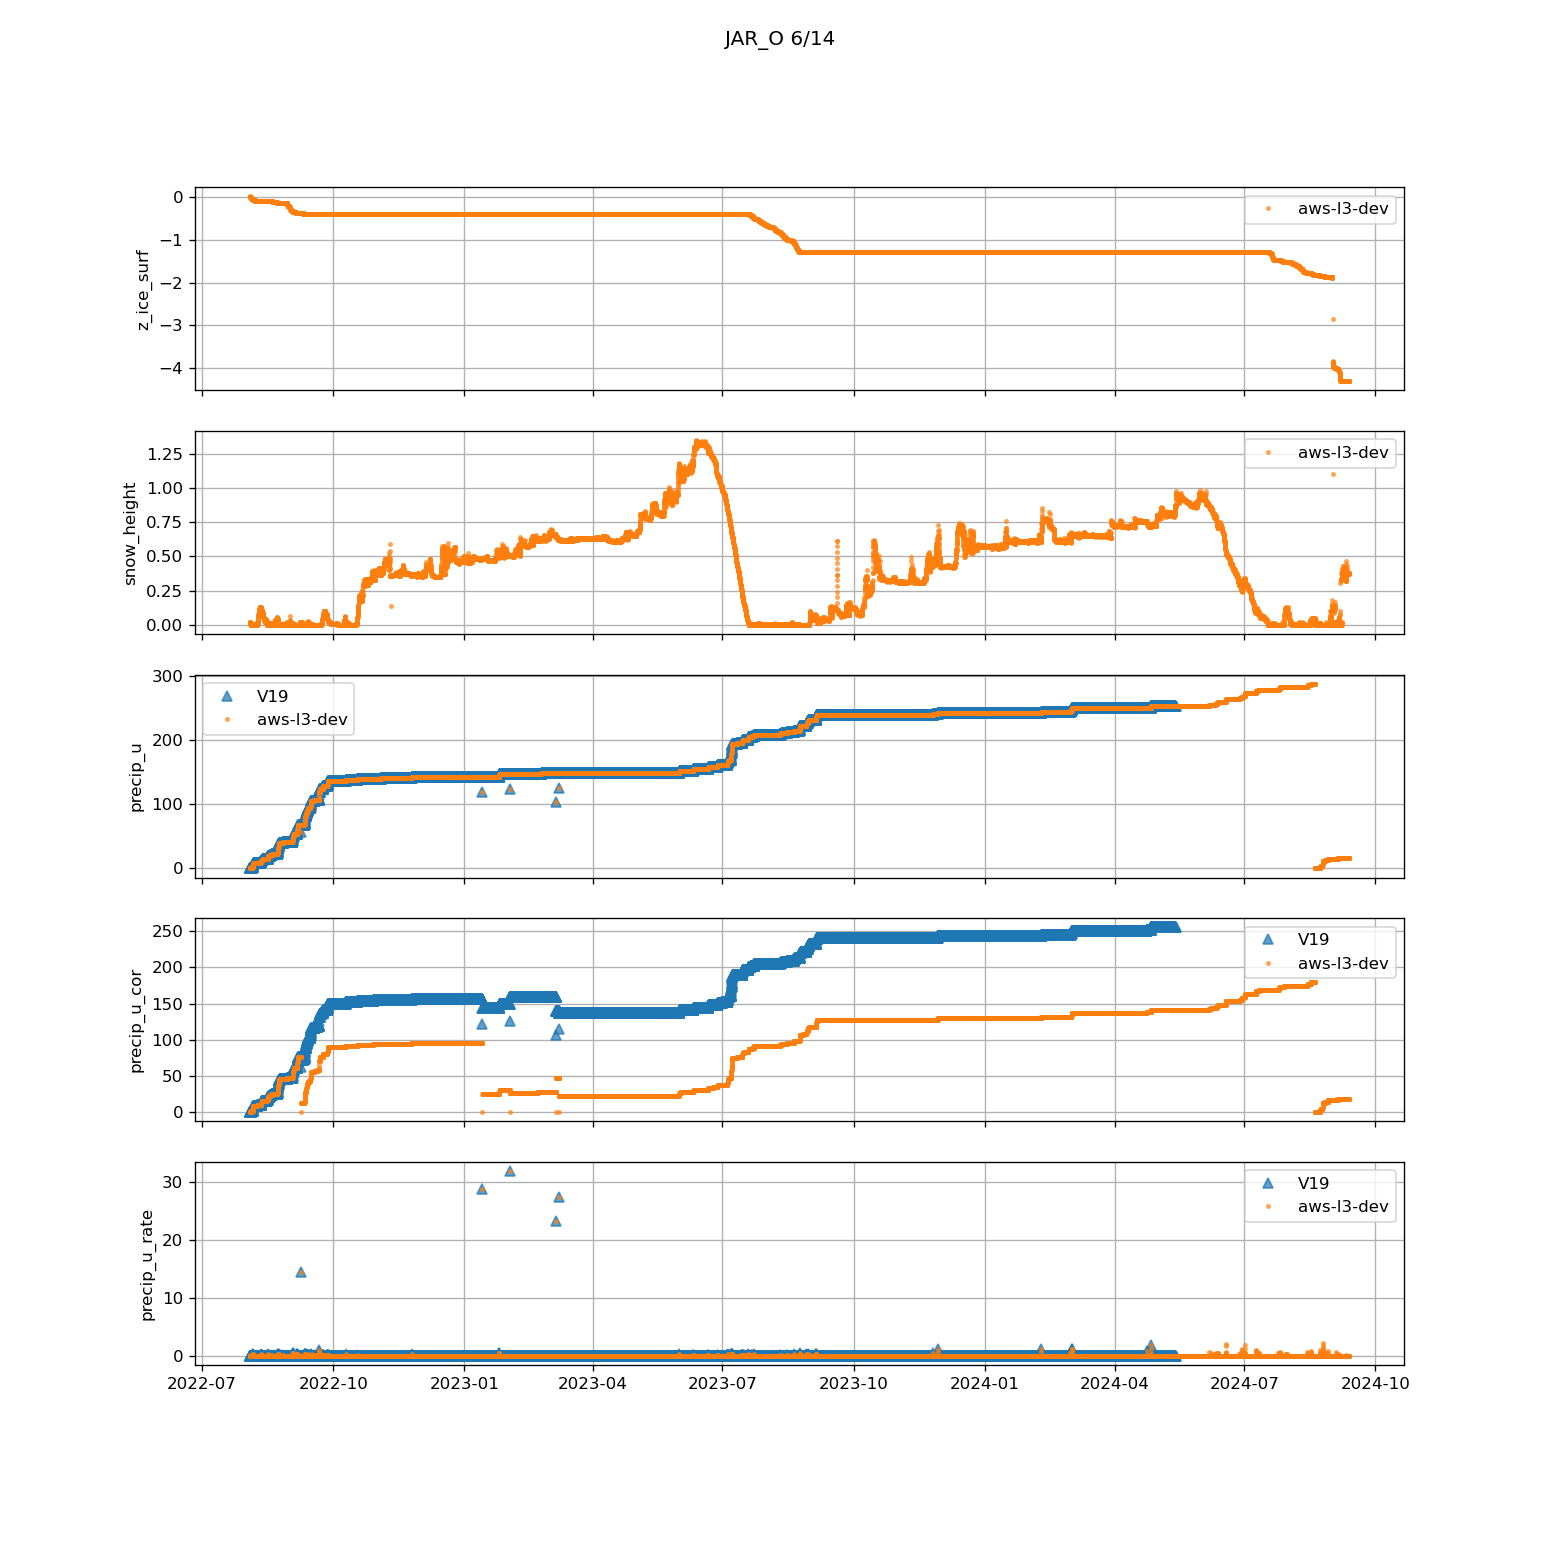 JAR_O 6/14
0
−1
−2
−3
−4
z_ice_surf
aws-l3-dev
1.25
1.00
0.75
0.50
0.25
0.00
snow_height
aws-l3-dev
300
200
100
0
precip_u
V19
aws-l3-dev
250
200
150
100
50
0
precip_u_cor
V19
aws-l3-dev
30
20
10
0
precip_u_rate
V19
aws-l3-dev
2022-07 2022-10 2023-01 2023-04 2023-07 2023-10 2024-01 2024-04 2024-07 2024-10